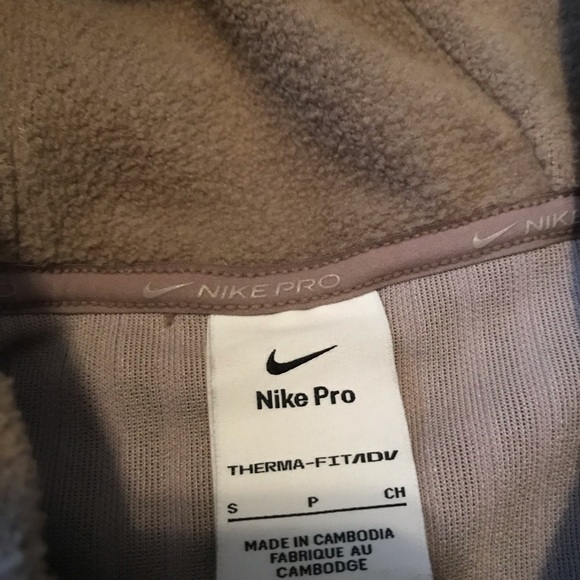 NIKE PRO
NIK
Nike Pro
THERMA-FITADV
S P CH
MADE IN CAMBODIA
FABRIQUE AU
CAMBODGE